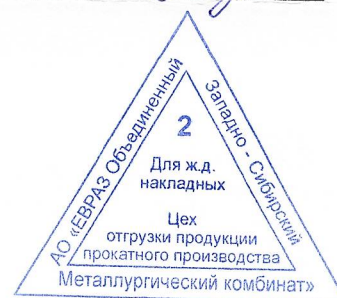 АО «ЕВРАЗ Объединенный
Западно - Сибирский
Металлургический комбинат»
2
Для ж.д.
накладных
Цех
отгрузки продукции
прокатного производства